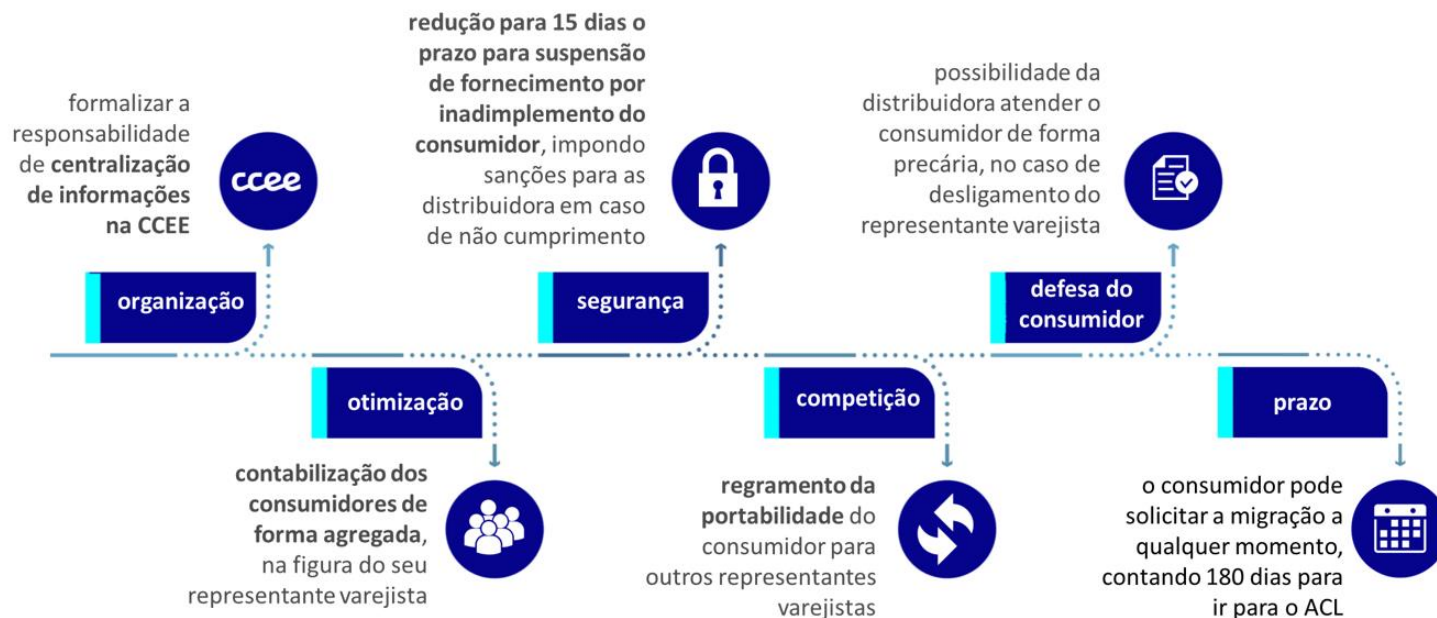 formalizar a
responsabilidade
de centralização
de informações
na CCEE
ccee
organização
contabilização dos
consumidores de
forma agregada,
na figura do seu
representante varejista
otimização
redução para 15 dias o
prazo para suspensão
de fornecimento por
inadimplemento do
consumidor, impondo
sanções para as
distribuidora em caso
de não cumprimento
segurança
regramento da
portabilidade do
consumidor para
outros representantes
varejistas
competição
possibilidade da
distribuidora atender o
consumidor de forma
precária, no caso de
desligamento do
representante varejista
defesa do
consumidor
prazo
o consumidor pode
solicitar a migração a
qualquer momento,
contando 180 dias para
ir para o ACL